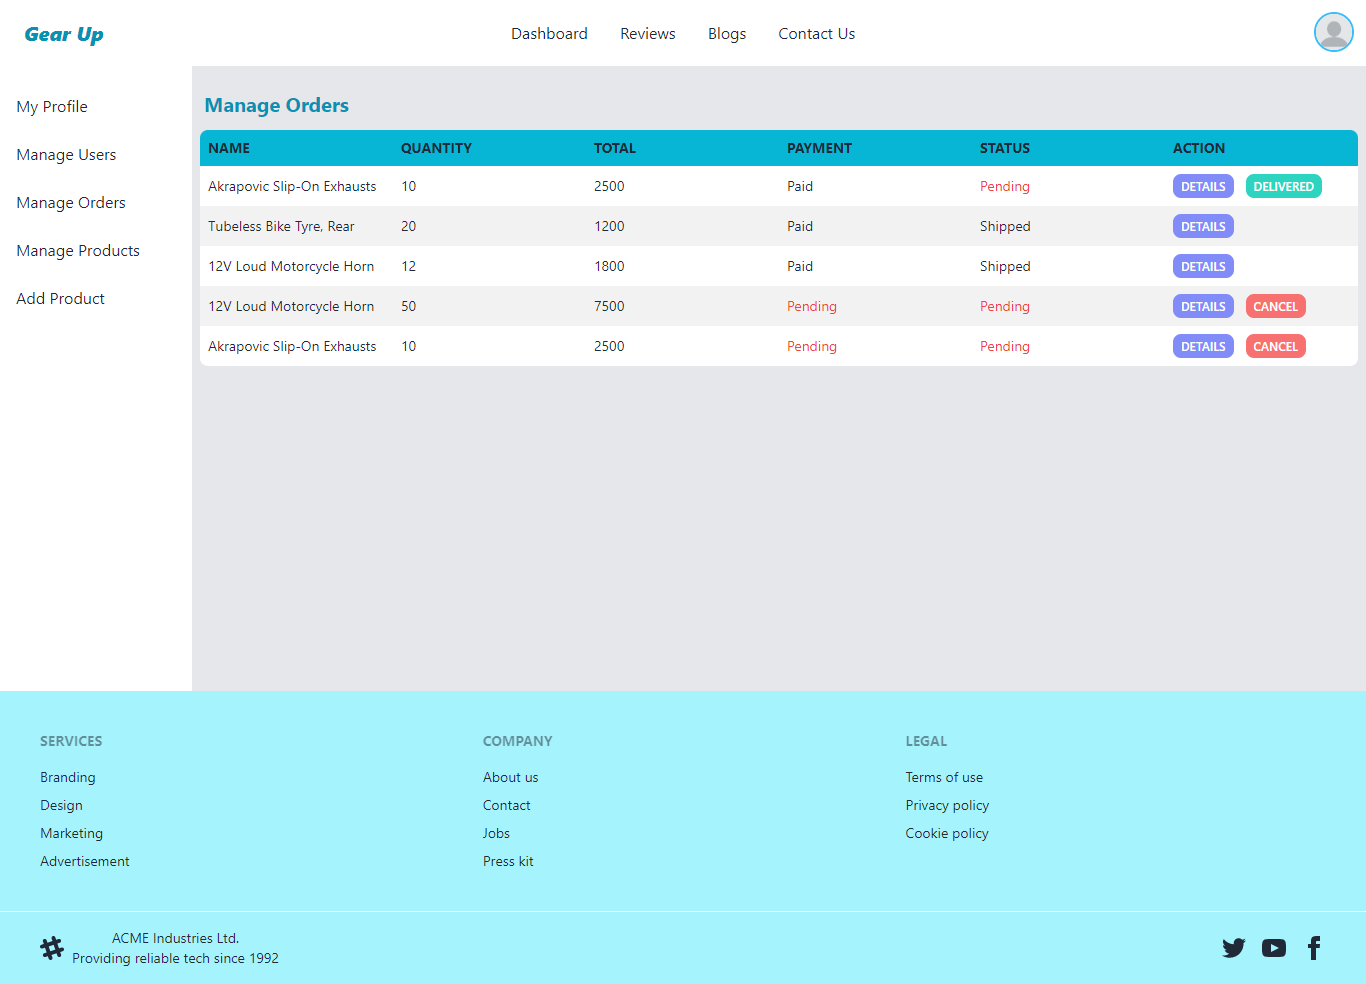 Gear Up
Dashboard Reviews Blogs Contact Us
My Profile
Manage Users
Manage Orders
Manage Products
Add Product
Manage Orders
NAME QUANTITY TOTAL PAYMENT STATUS ACTION
Akrapovic Slip-On Exhausts 10 2500 Paid Pending DETAILS DELIVERED
Tubeless Bike Tyre, Rear 20 1200 Paid Shipped DETAILS
12V Loud Motorcycle Horn 12 1800 Paid Shipped DETAILS
12V Loud Motorcycle Horn 50 7500 Pending Pending DETAILS CANCEL
Akrapovic Slip-On Exhausts 10 2500 Pending Pending DETAILS CANCEL
SERVICES
Branding
Design
Marketing
Advertisement
COMPANY
About us
Contact
Jobs
Press kit
LEGAL
Terms of use
Privacy policy
Cookie policy
ACME Industries Ltd.
Providing reliable tech since 1992